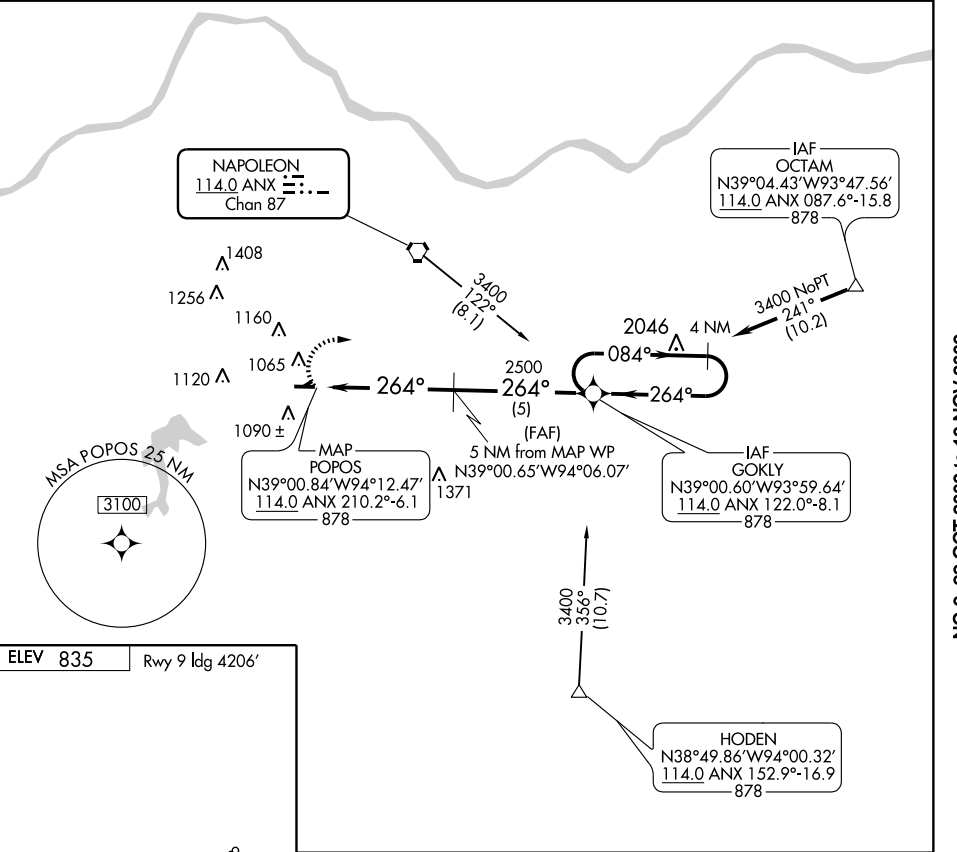 NAPOLEON
114.0 ANX
Chan 87
IAF
OCTAM
N39°04.43'W93°47.56'
114.0 ANX 087.6°-15.8
878
1408
1256
1160
1065
1120
1090 ±
3400
122°
(8.1)
3400 NoPT
241°
(10.2)
2046
4 NM
084°
264°
2500
264°
(5)
264°
(FAF)
5 NM from MAP WP
N39°00.65'W94°06.07'
1371
MAP
POPOS
N39°00.84'W94°12.47'
114.0 ANX 210.2°-6.1
878
IAF
GOKLY
N39°00.60'W93°59.64'
114.0 ANX 122.0°-8.1
878
MSA POPOS 25 NM
3100
3400
356°
(10.7)
HODEN
N38°49.86'W94°00.32'
114.0 ANX 152.9°-16.9
878
ELEV 835
Rwy 9 ldg 4206'